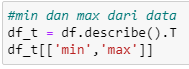 #min dan max dari data
df_t = df.describe().T
df_t[['min','max']]